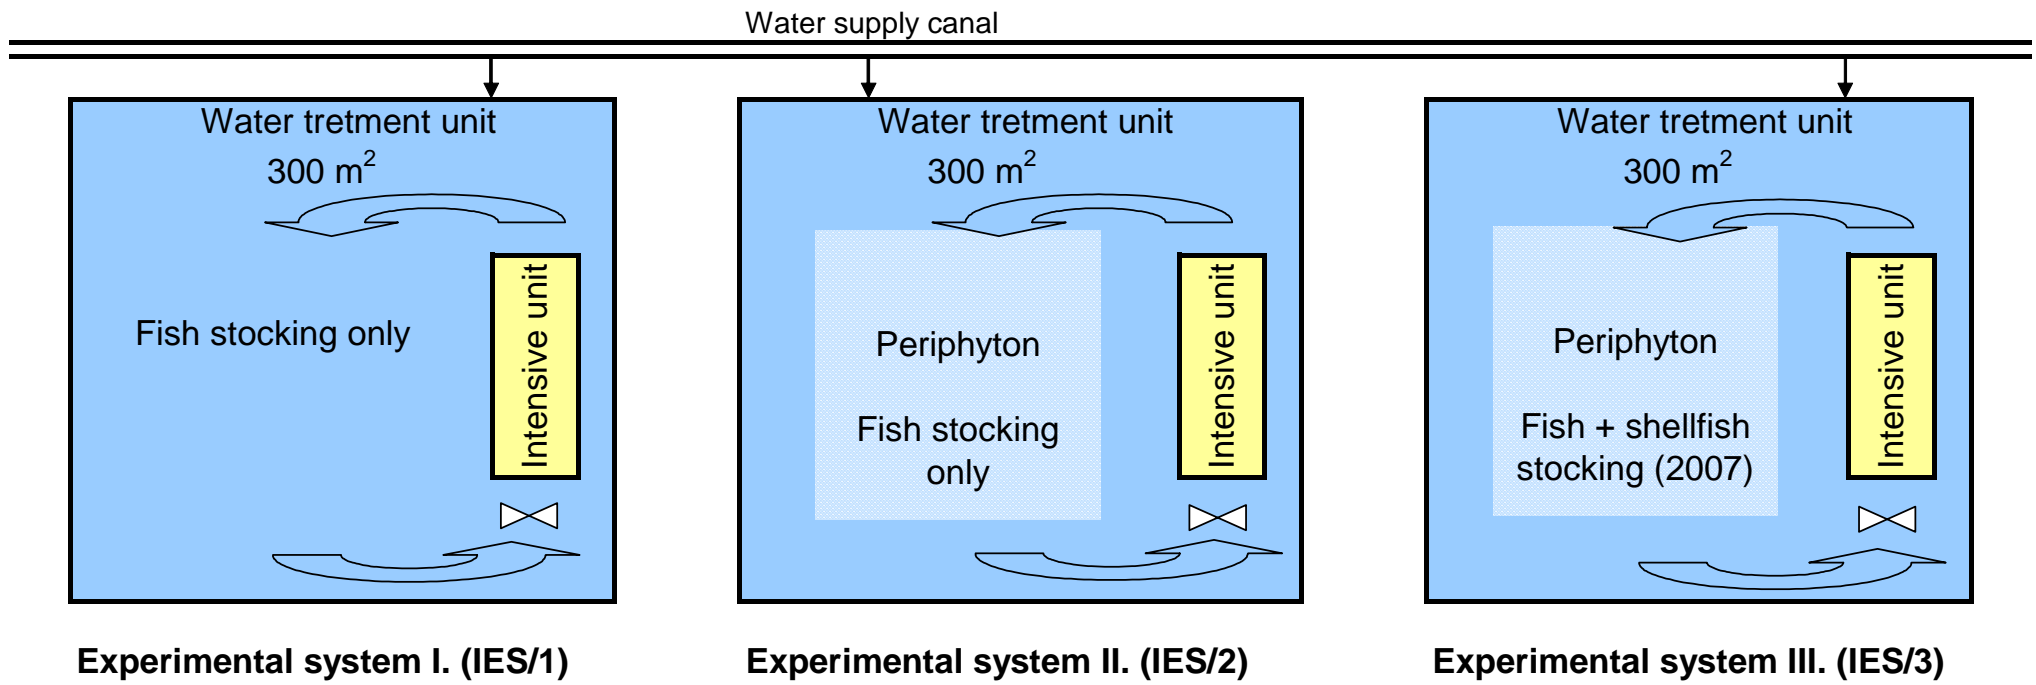 Water supply canal
Water tretment unit
300 m²
Fish stocking only
Intensive unit
Experimental system I. (IES/1)
Water tretment unit
300 m²
Periphyton
Fish stocking
only
Intensive unit
Experimental system II. (IES/2)
Water tretment unit
300 m²
Periphyton
Fish + shellfish
stocking (2007)
Intensive unit
Experimental system III. (IES/3)